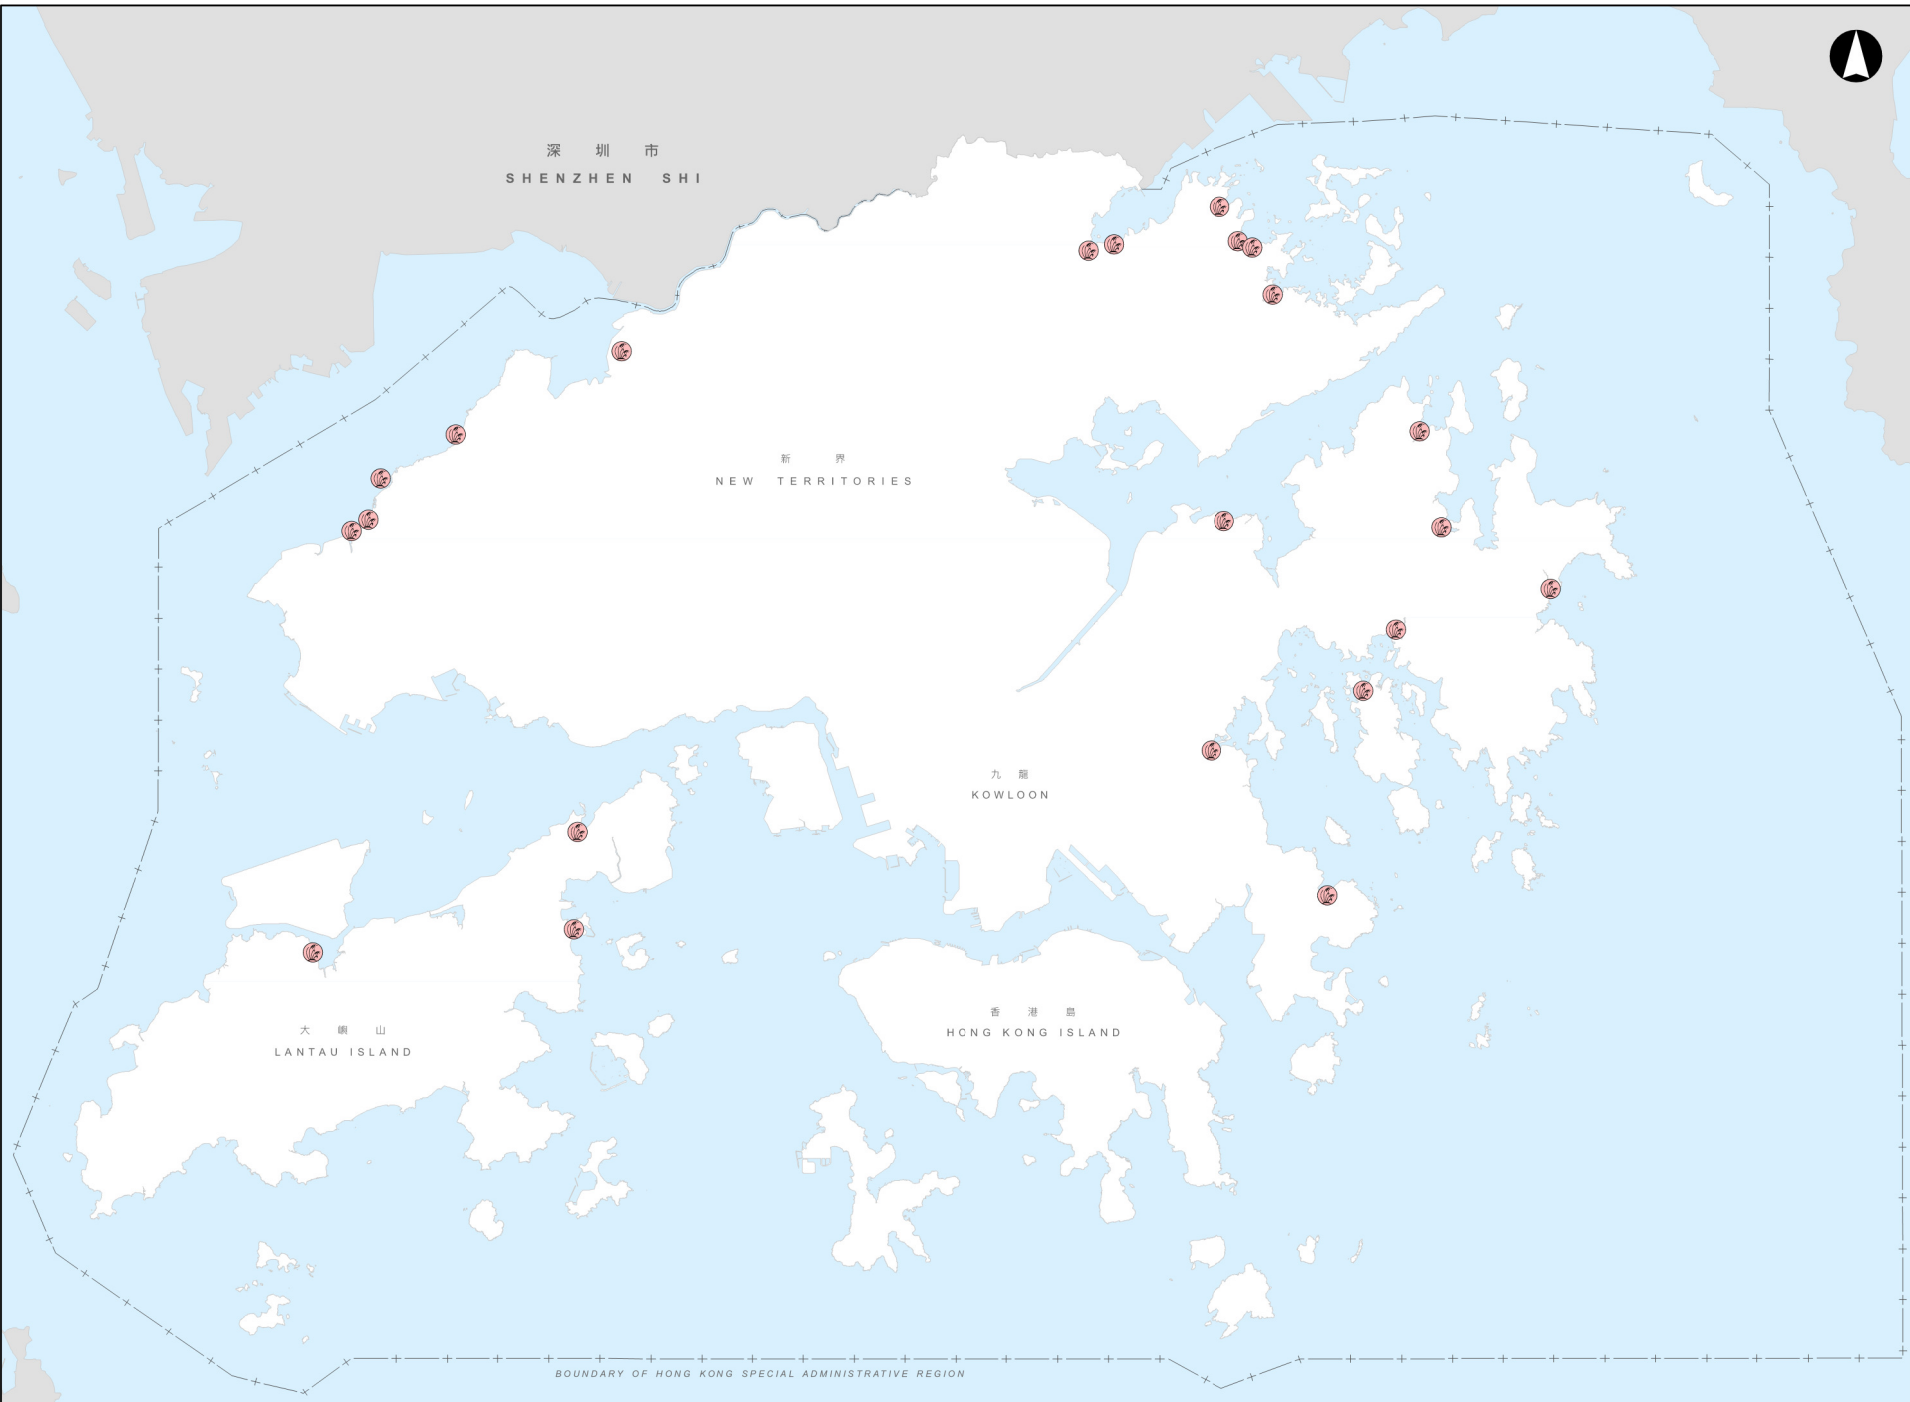 深 圳 市
SHENZHEN SHI
新 界
NEW TERRITORIES
九 龍
KOWLOON
香 港 島
HONG KONG ISLAND
大 嶼 山
LANTAU ISLAND
BOUNDARY OF HONG KONG SPECIAL ADMINISTRATIVE REGION